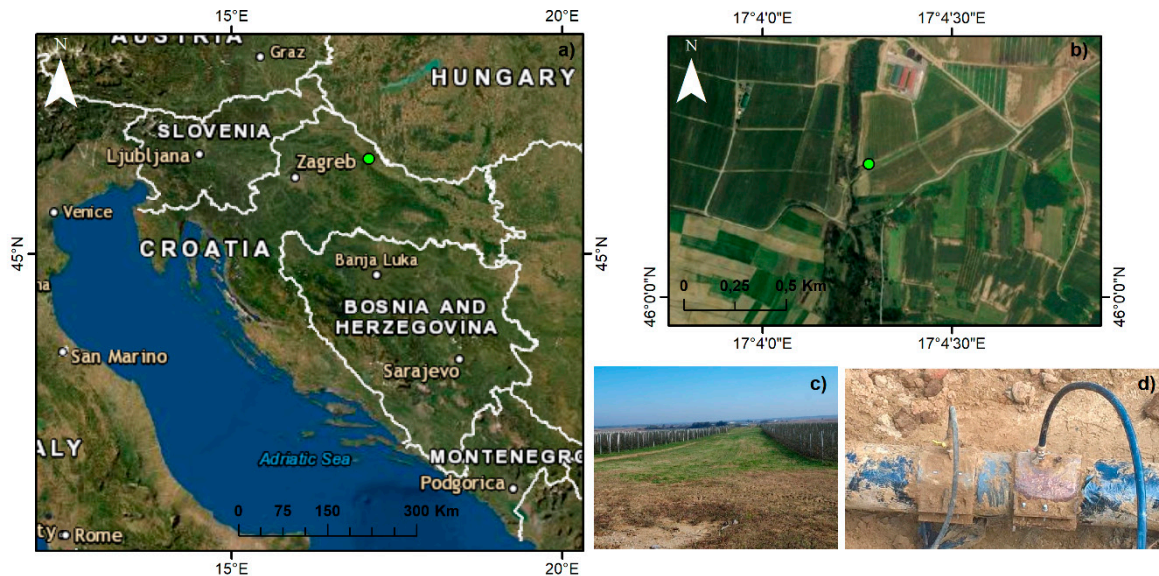 15°E
20°E
AUSTRIA
a)
N
Graz
HUNGARY
SLOVENIA
Ljubljana
Zagreb
Venice
CROATIA
45°N
45°N
Banja Luka
na
BOSNIA AND
HERZEGOVINA
San Marino
Sarajevo
ALY
Adriatic Sea
MONTENEGRO
Podgorica
0 75 150 300 Km
ty
Rome
15°E
20°E
17°4'0"E
17°4'30"E
b)
N
0 0,25 0,5 Km
46°0'0"N
46°0'0"N
17°4'0"E
17°4'30"E
c)
d)